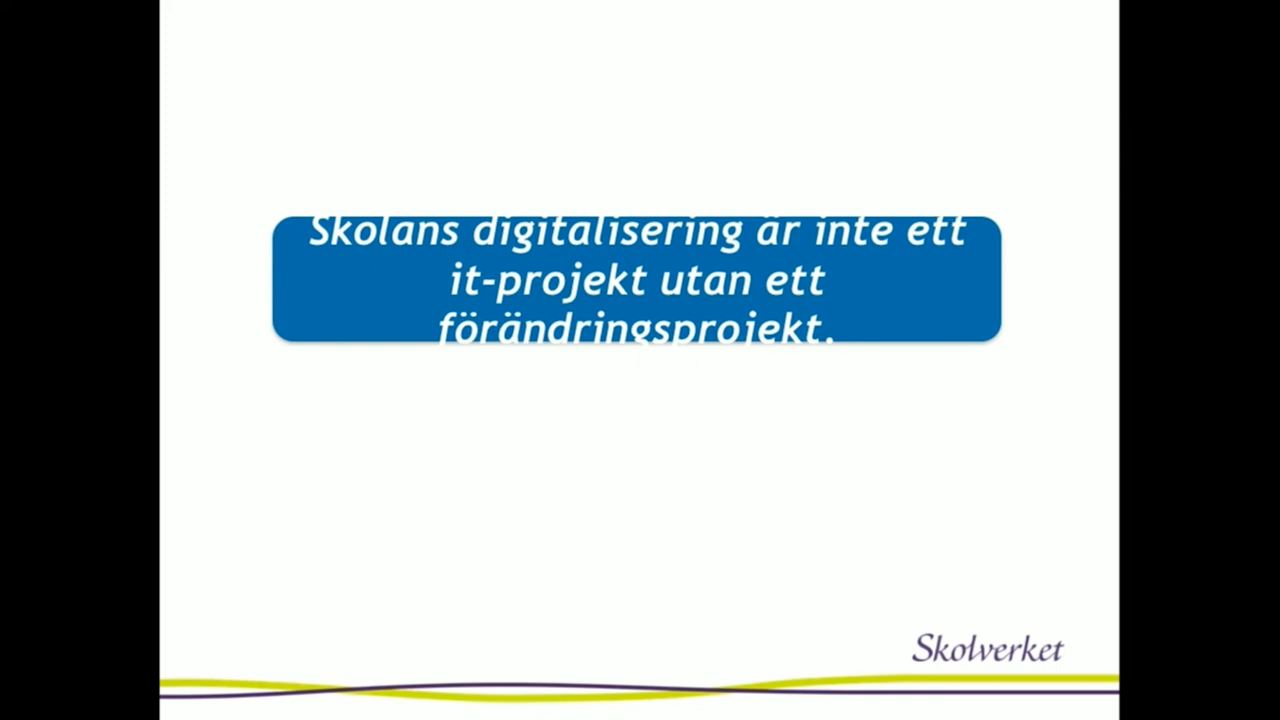 Skolans digitalisering är inte ett
it-projekt utan ett
förändringsprojekt.
Skolverket